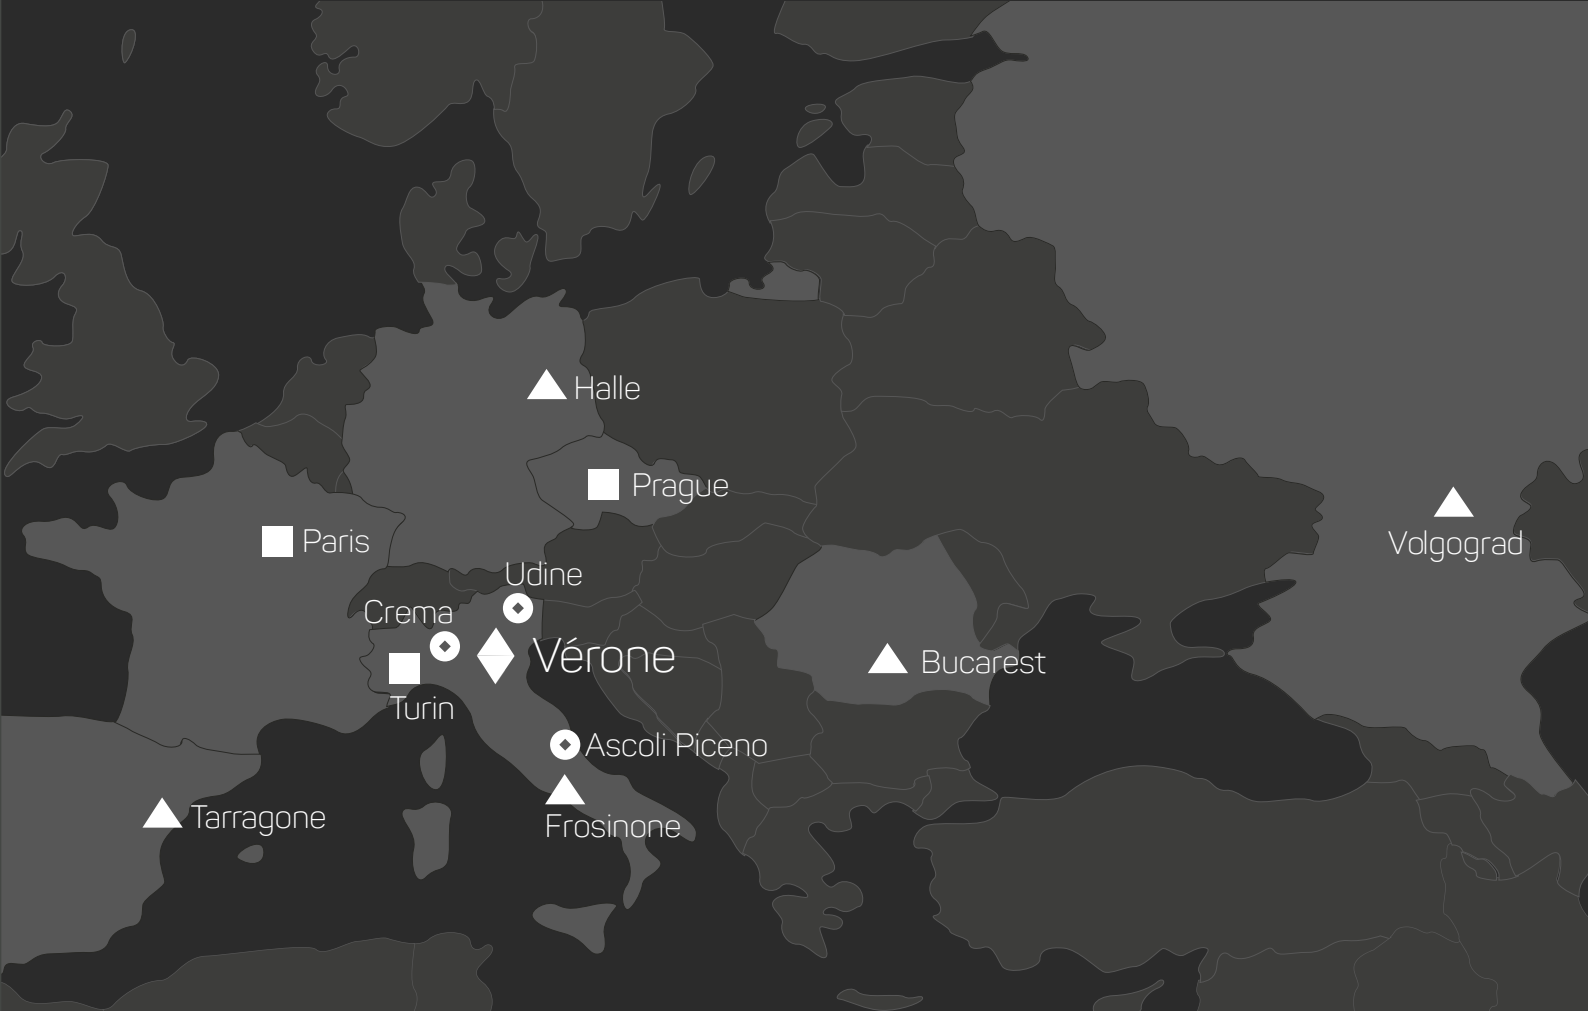 Halle
Prague
Paris
Volgograd
Udine
Crema
Vérone
Bucarest
Turin
Ascoli Piceno
Tarragone
Frosinone